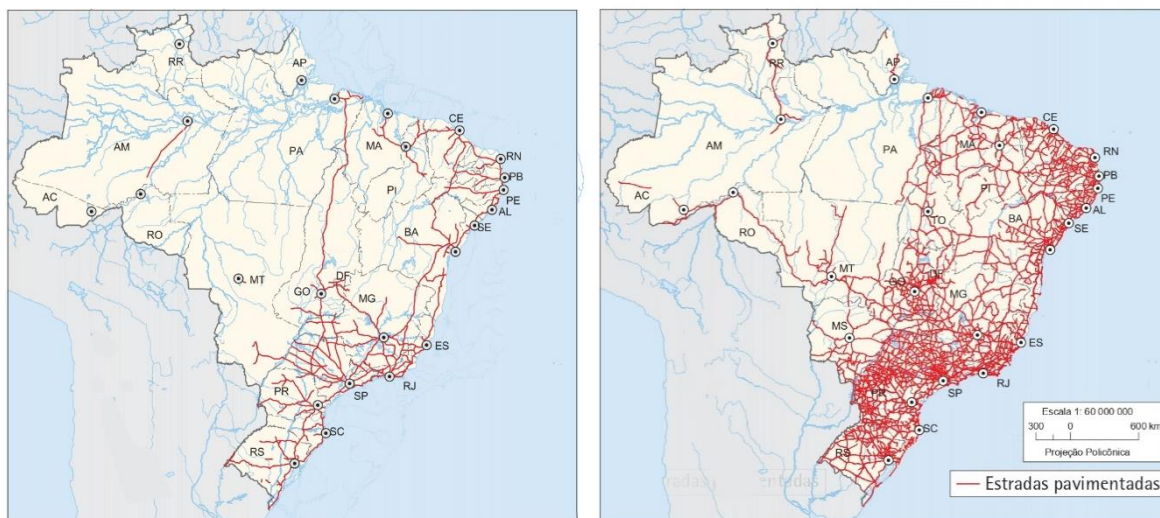 RR
AP
AM
PA
MA
CE
RN
PB
PE
AL
SE
PI
AC
RO
BA
MT
GO
DF
MG
ES
RJ
SP
PR
SC
RS
RR
AP
AM
PA
MA
CE
RN
PB
PE
AL
SE
PI
AC
RO
TO
BA
MT
GO
DF
MG
MS
ES
RJ
SP
PR
SC
RS
Escala 1: 60 000 000
300 0 600 km
Projeção Policônica
Estradas pavimentadas